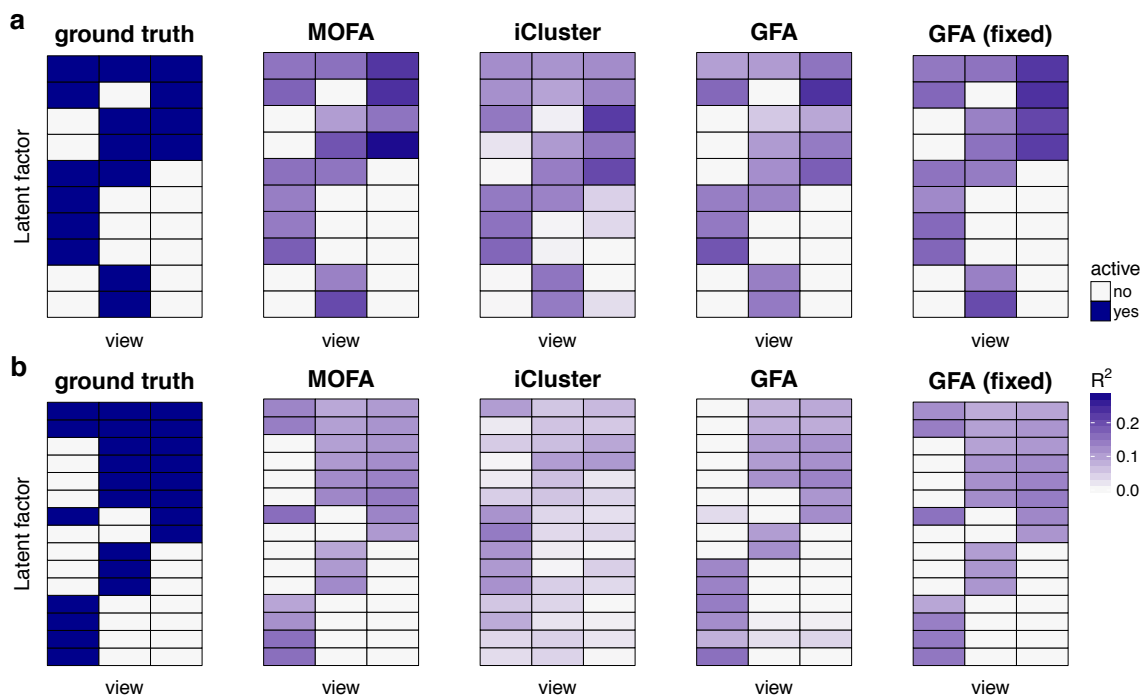 a
ground truth
MOFA
iCluster
GFA
GFA (fixed)
Latent factor
active
no
yes
view
view
view
view
view
b
ground truth
MOFA
iCluster
GFA
GFA (fixed)
R²
0.2
0.1
0.0
Latent factor
view
view
view
view
view